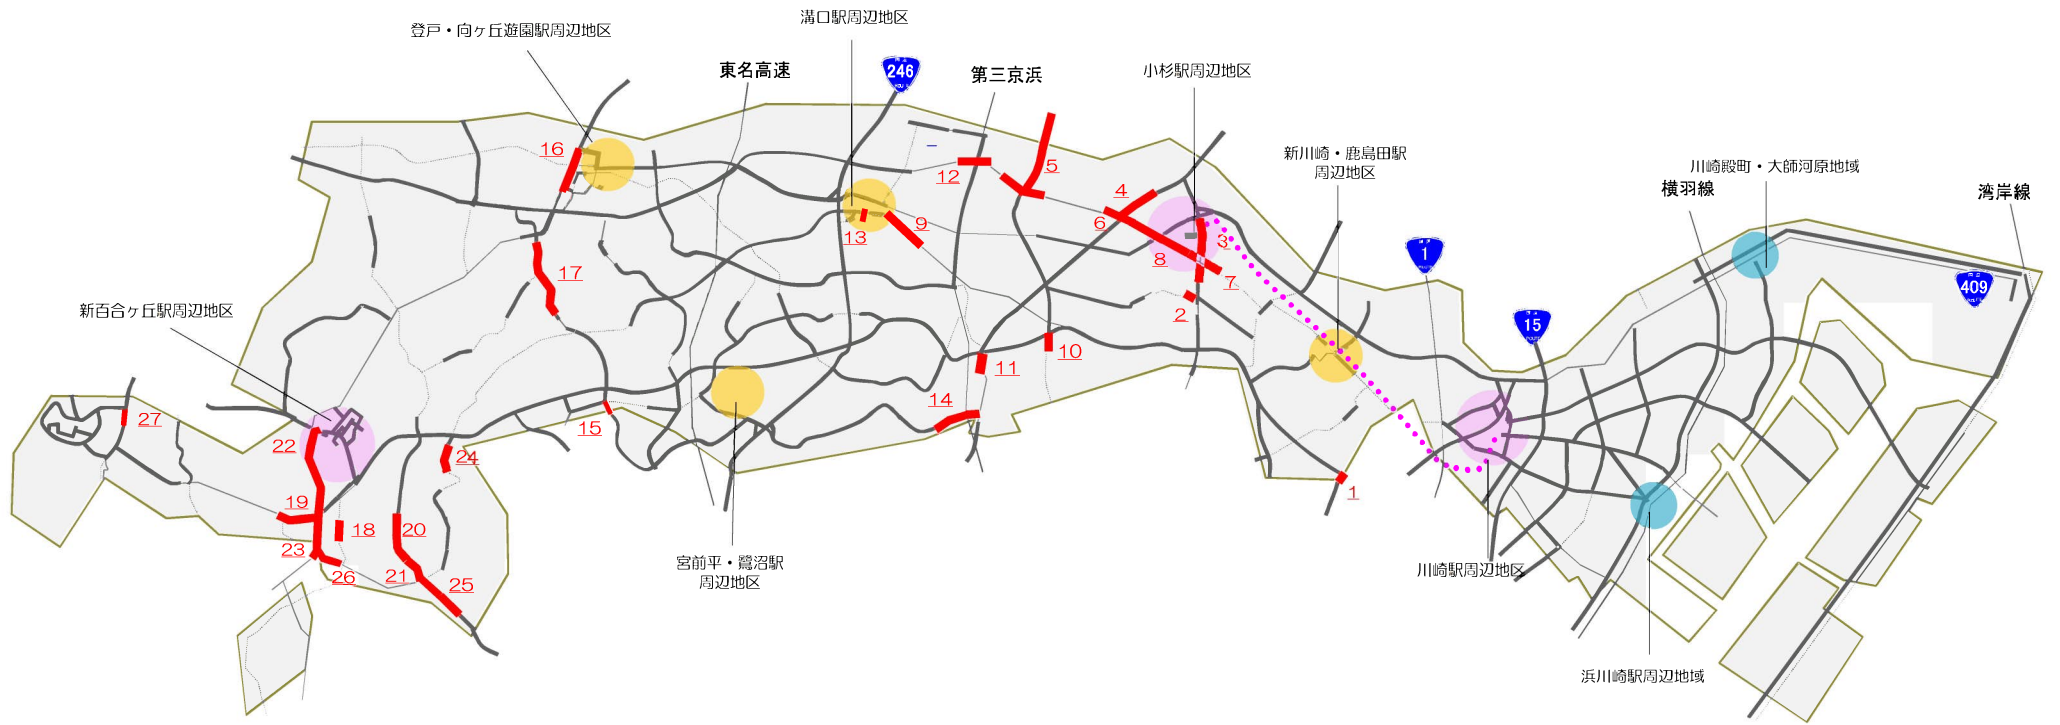 溝口駅周辺地区
登戸・向ヶ丘遊園駅周辺地区
東名高速
246
第三京浜
小杉駅周辺地区
16
12
5
新川崎・鹿島田駅
周辺地区
川崎殿町・大師河原地域
横羽線
湾岸線
4
6
9
13
3
8
7
1
17
409
新百合ヶ丘駅周辺地区
2
15
10
11
14
27
15
22
24
1
19
18
20
23
26
21
25
宮前平・鷺沼駅
周辺地区
川崎駅周辺地区
浜川崎駅周辺地域